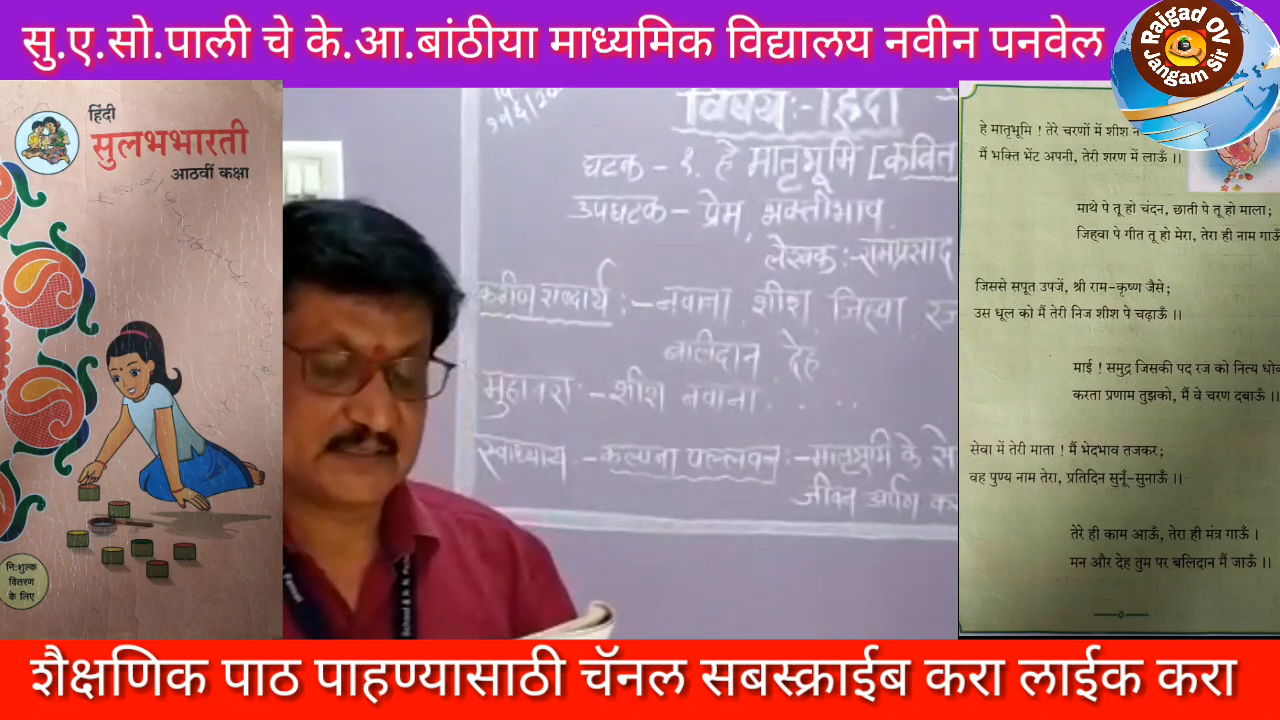 सु.ए.सो.पाली चे के.आ.बांठीया माध्यमिक विद्यालय नवीन पनवेल
Raigad OV
Jangam Sir
हिंदी
सुलभभारती
आठवीं कक्षा
नि:शुल्क
वितरण
के लिए
विषय:-हिंदी
घटक - १. हे मातृभूमि [कवित
उपघटक - प्रेम, भक्तीभाव.
लेखक:-रामप्रसाद
कठीण शब्दार्थ :- नवाना शीश जिह्वा
बलिदान देह
मुहावरा :- शीश नवाना. . . .
स्वाध्याय - कल्पना पल्लवन :- मातृभूमी के से
जीवन अर्पण कर
हे मातृभूमि ! तेरे चरणों में शीश
मैं भक्ति भेंट अपनी, तेरी शरण में लाऊँ ।।
माथे पे तू हो चंदन, छाती पे तू हो माला;
जिह्वा पे गीत तू हो मेरा, तेरा ही नाम गाऊँ
जिससे सपूत उपजें, श्री राम-कृष्ण जैसे;
उस धूल को मैं तेरी निज शीश पे चढ़ाऊँ ।।
माई ! समुद्र जिसकी पद रज को नित्य धोक
करता प्रणाम तुझको, मैं वे चरण दबाऊँ ।।
सेवा में तेरी माता ! मैं भेदभाव तजकर;
वह पुण्य नाम तेरा, प्रतिदिन सुनूँ-सुनाऊँ ।।
तेरे ही काम आऊँ, तेरा ही मंत्र गाऊँ ।
मन और देह तुम पर बलिदान मैं जाऊँ ।।
शैक्षणिक पाठ पाहण्यासाठी चॅनल सबस्क्राईब करा लाईक करा